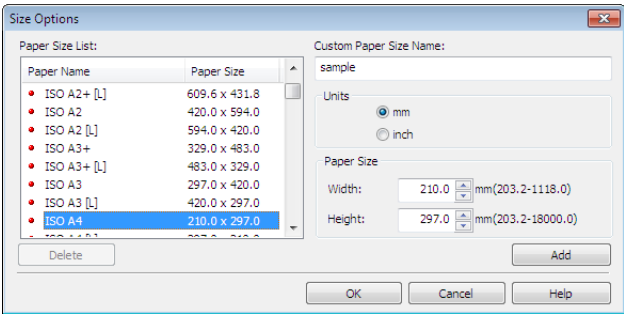 Size Options
Paper Size List:
Paper Name Paper Size
ISO A2+ [L] 609.6 x 431.8
ISO A2 420.0 x 594.0
ISO A2 [L] 594.0 x 420.0
ISO A3+ 329.0 x 483.0
ISO A3+ [L] 483.0 x 329.0
ISO A3 297.0 x 420.0
ISO A3 [L] 420.0 x 297.0
ISO A4 210.0 x 297.0
Delete
Custom Paper Size Name:
sample
Units
mm
inch
Paper Size
Width: 210.0 mm(203.2-1118.0)
Height: 297.0 mm(203.2-18000.0)
Add
OK Cancel Help